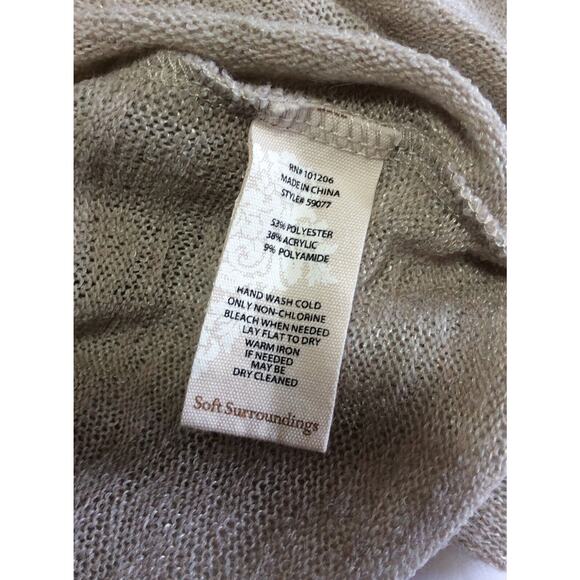 RN# 101206
MADE IN CHINA
STYLE# 59077
53% POLYESTER
38% ACRYLIC
9% POLYAMIDE
HAND WASH COLD
ONLY NON-CHLORINE
BLEACH WHEN NEEDED
LAY FLAT TO DRY
WARM IRON
IF NEEDED
MAY BE
DRY CLEANED
Soft Surroundings